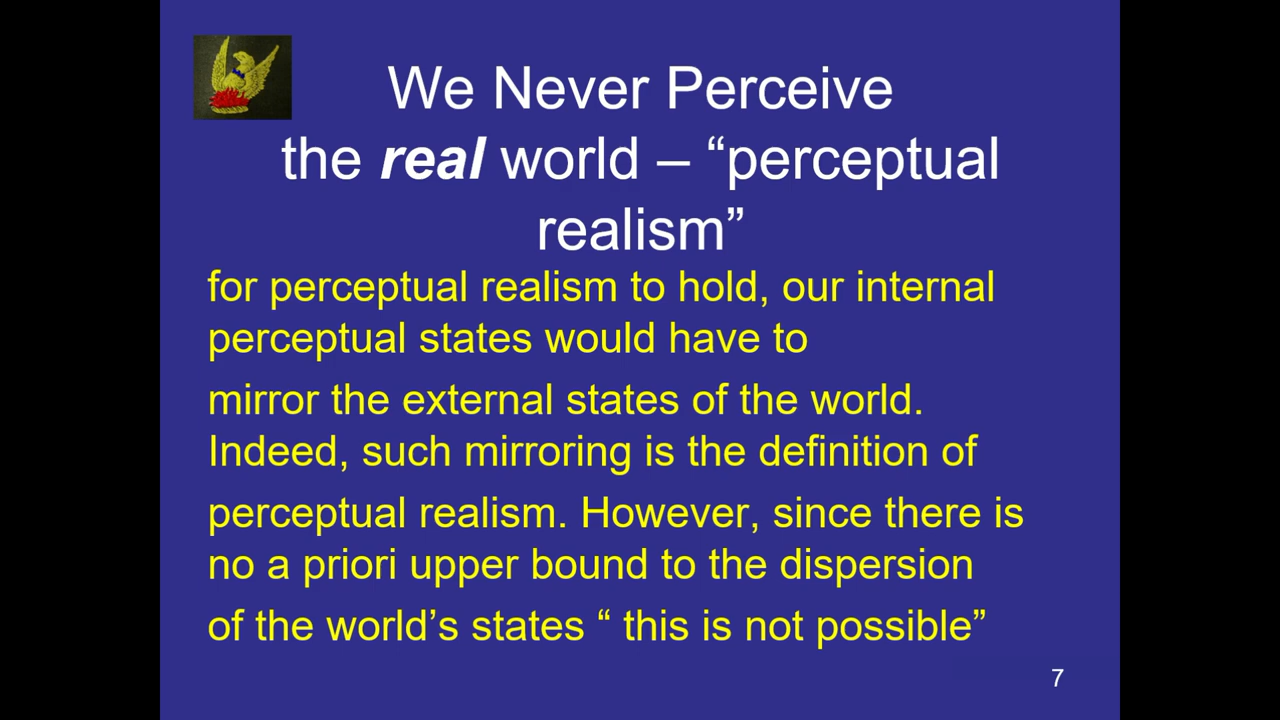 We Never Perceive
the real world – “perceptual
realism”
for perceptual realism to hold, our internal
perceptual states would have to
mirror the external states of the world.
Indeed, such mirroring is the definition of
perceptual realism. However, since there is
no a priori upper bound to the dispersion
of the world’s states “ this is not possible”
7